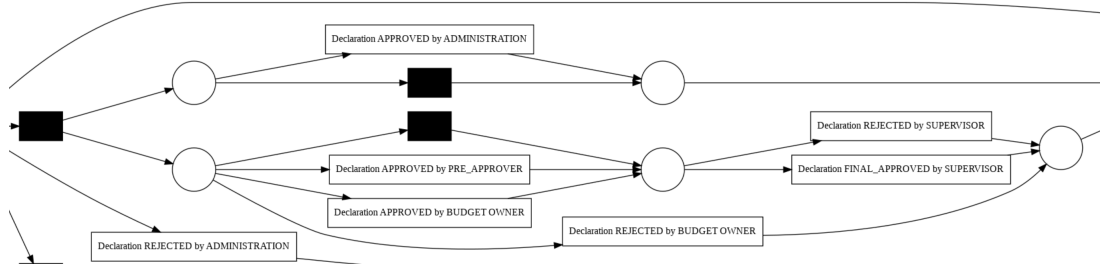 Declaration APPROVED by ADMINISTRATION
Declaration REJECTED by SUPERVISOR
Declaration APPROVED by PRE_APPROVER
Declaration FINAL_APPROVED by SUPERVISOR
Declaration APPROVED by BUDGET OWNER
Declaration REJECTED by BUDGET OWNER
Declaration REJECTED by ADMINISTRATION